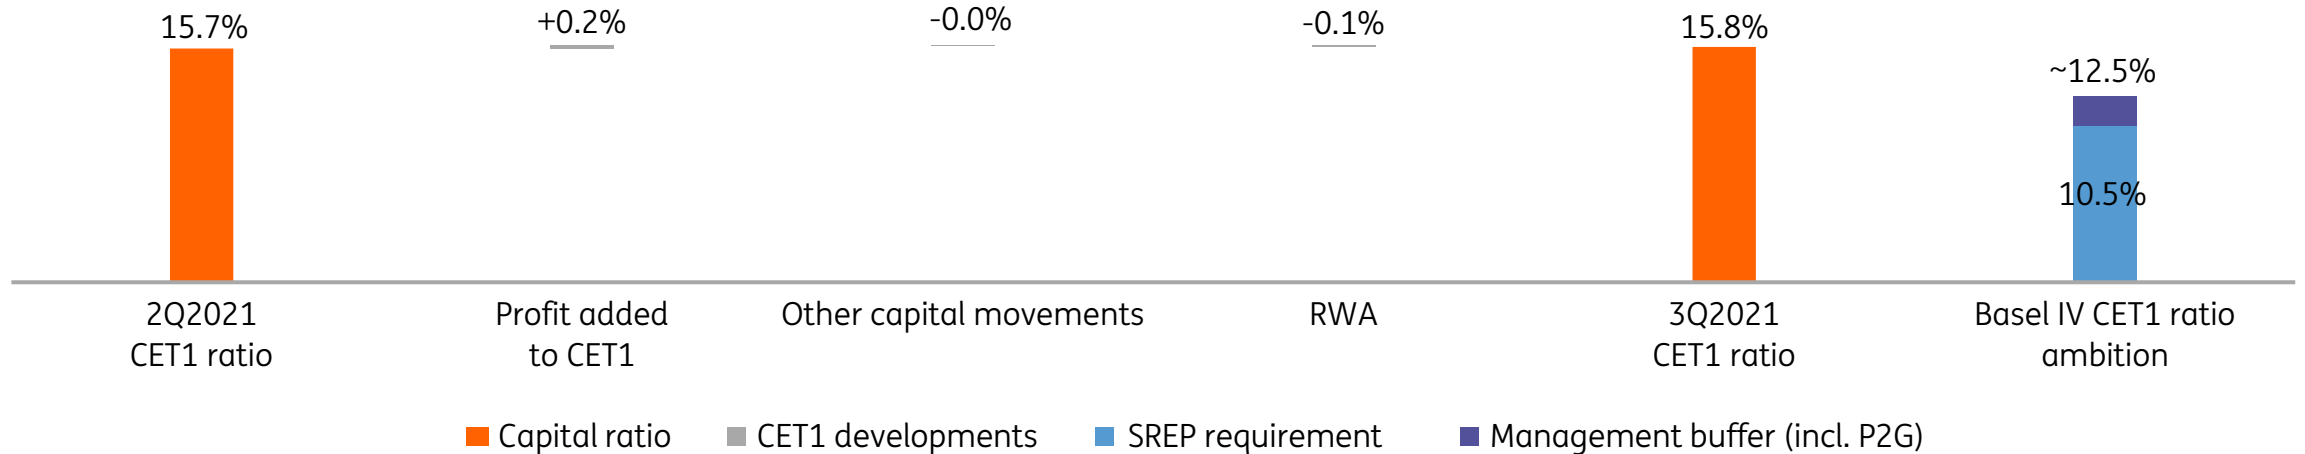 15.7%
+0.2%
-0.0%
-0.1%
15.8%
~12.5%
10.5%
2Q2021
CET1 ratio
Profit added
to CET1
Other capital movements
RWA
3Q2021
CET1 ratio
Basel IV CET1 ratio
ambition
Capital ratio
CET1 developments
SREP requirement
Management buffer (incl. P2G)